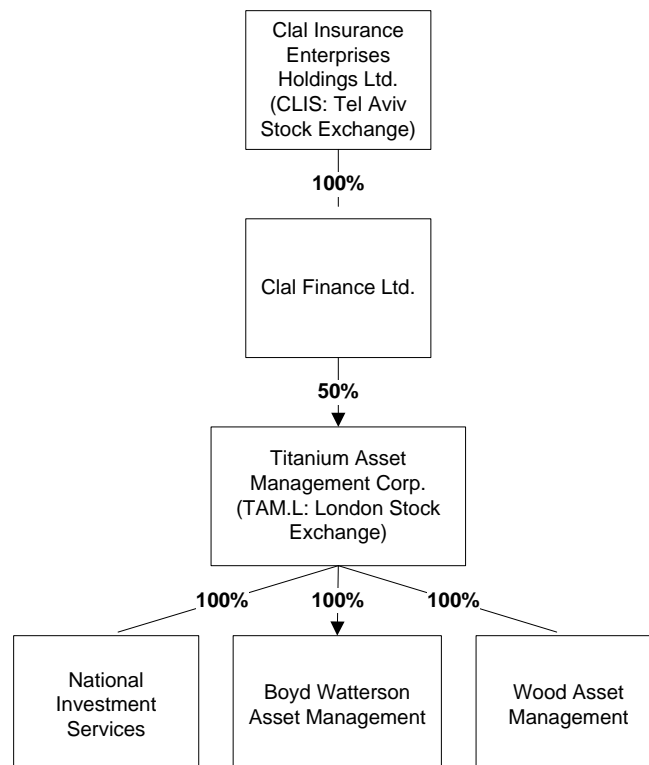 Clal Insurance
Enterprises
Holdings Ltd.
(CLIS: Tel Aviv
Stock Exchange)
100%
Clal Finance Ltd.
50%
Titanium Asset
Management Corp.
(TAM.L: London Stock
Exchange)
100%
100%
100%
National
Investment
Services
Boyd Watterson
Asset Management
Wood Asset
Management